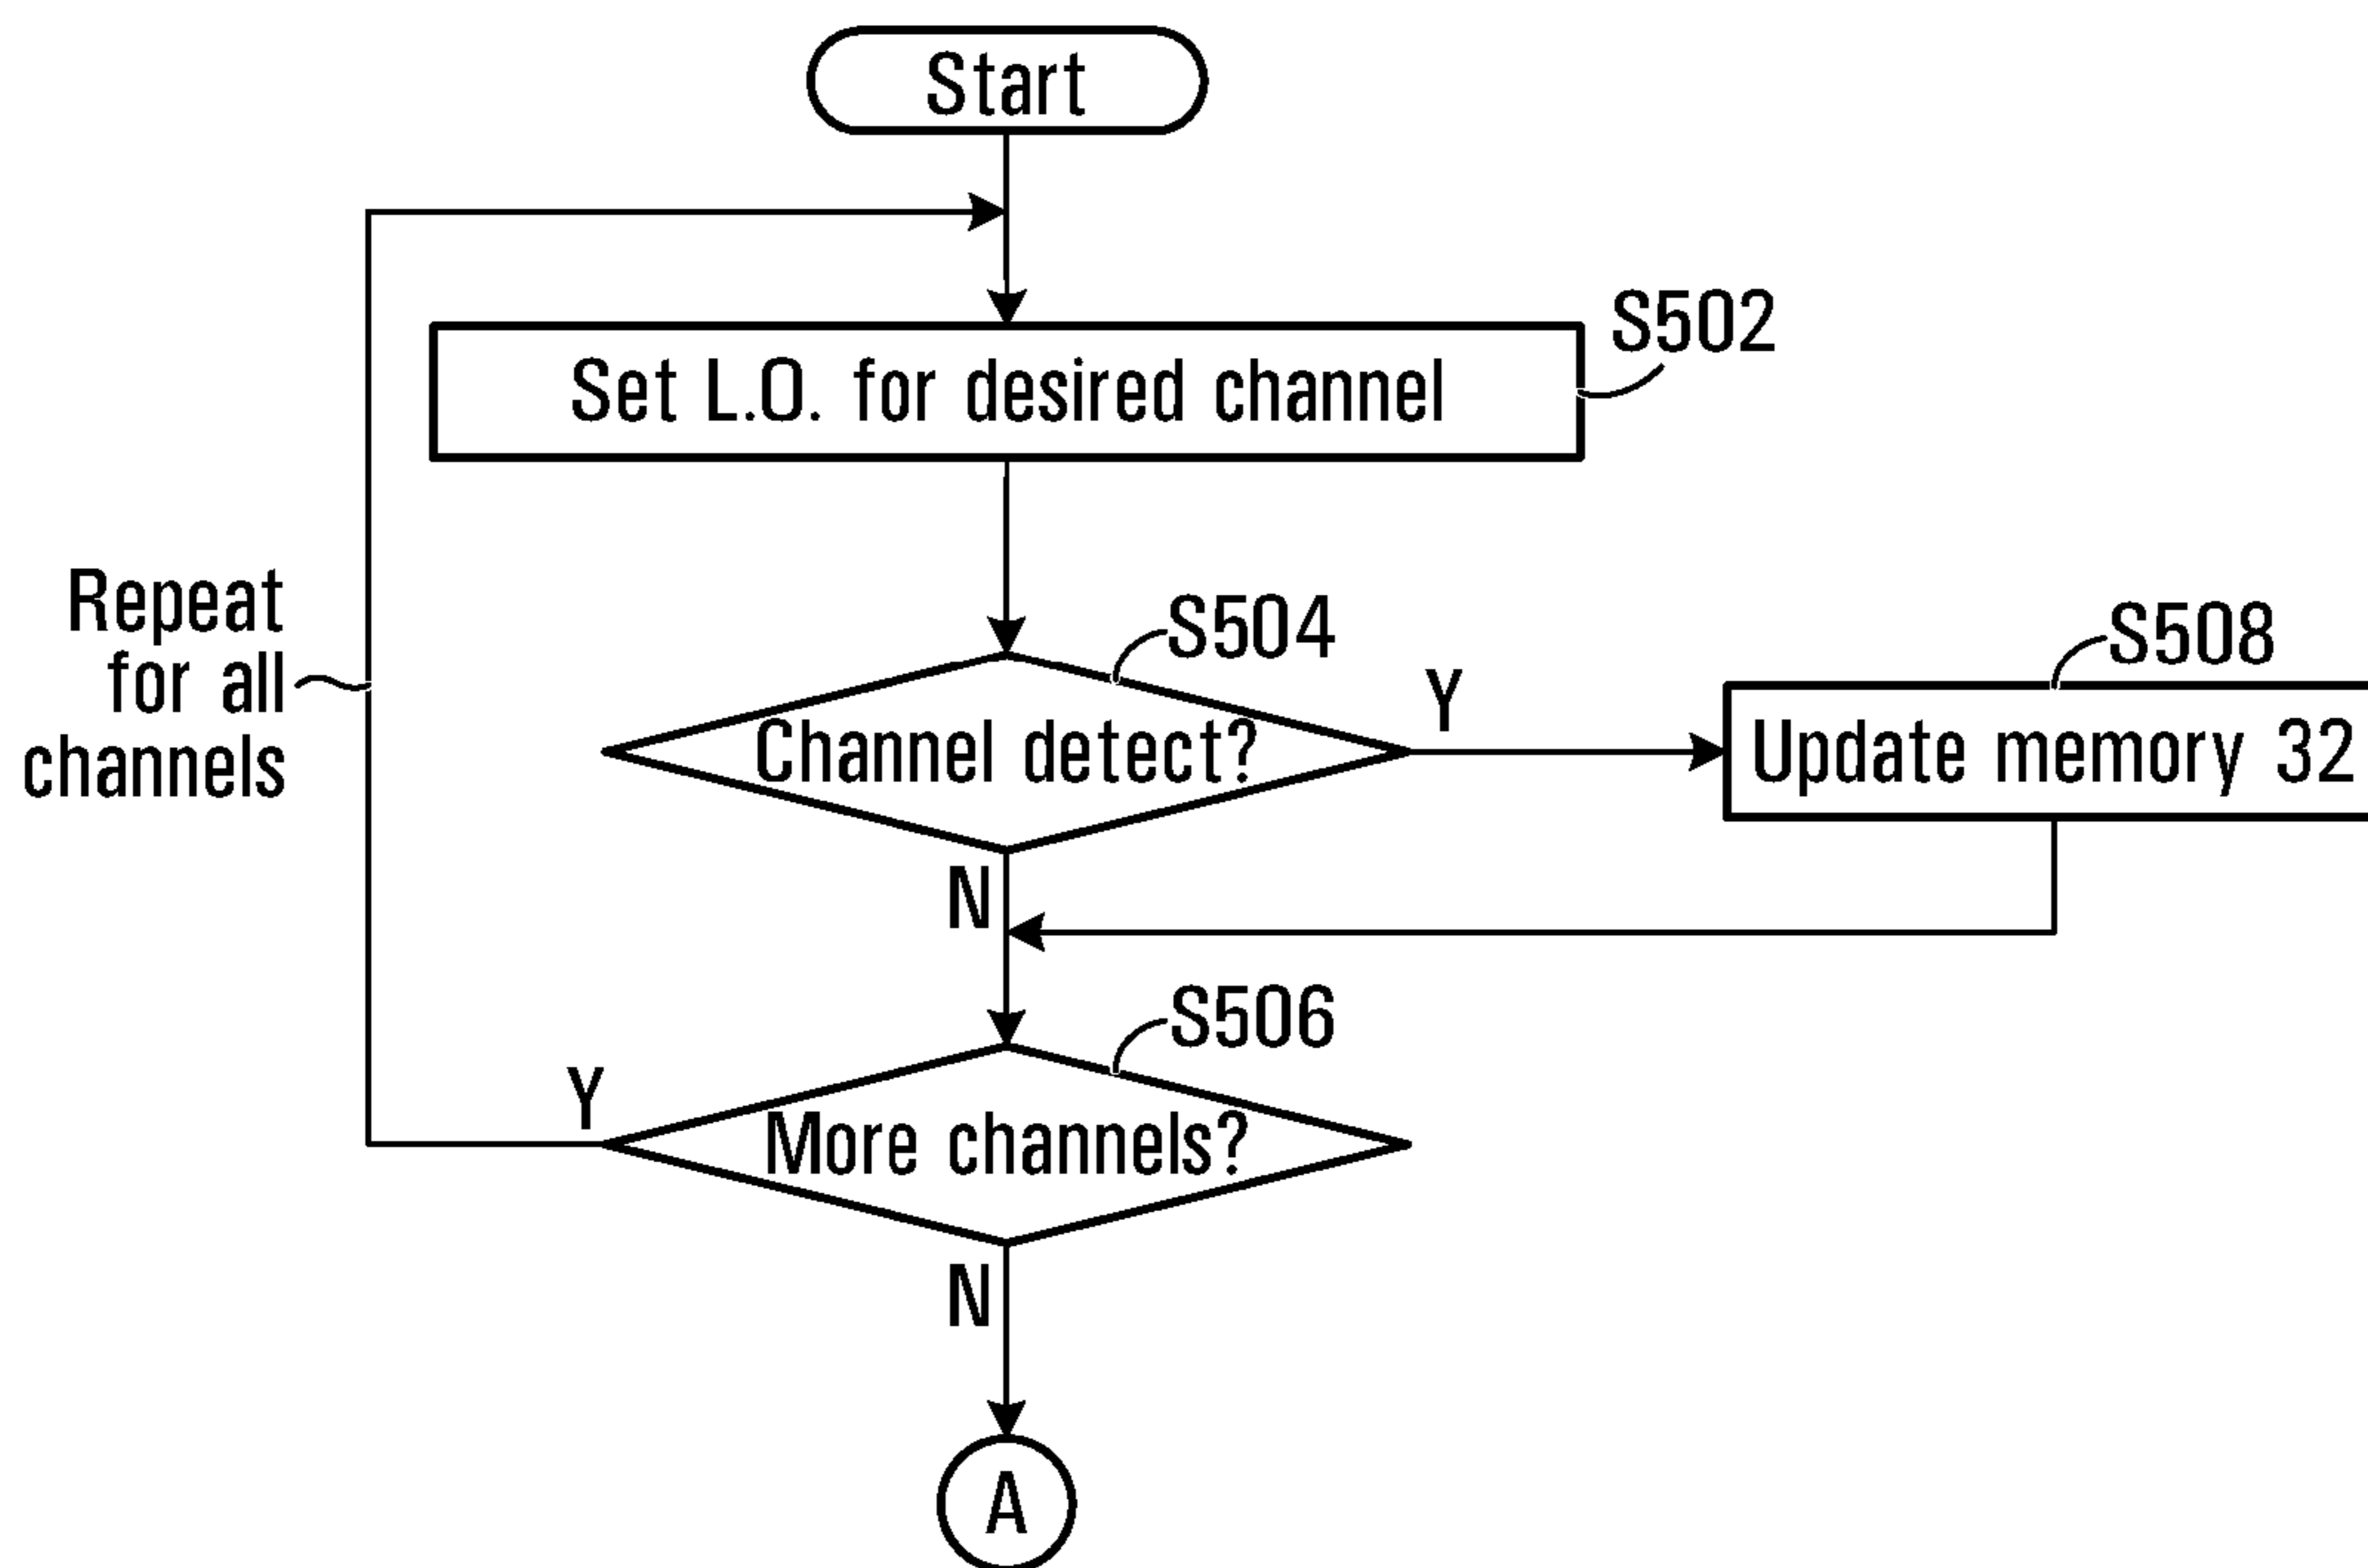 Start
Set L.O. for desired channel
S502
Repeat
for all
channels
S504
Channel detect?
Y
S508
Update memory 32
N
S506
Y
More channels?
N
A